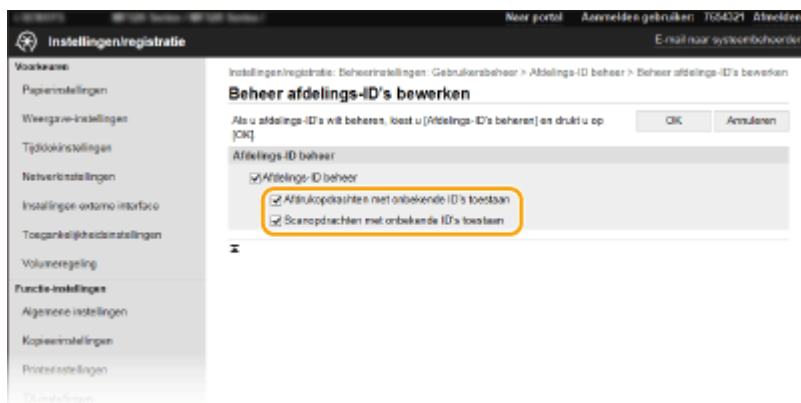 Naar portal Aanmelden gebruiker: 7654321 Afmelden
Instellingen/registratie
E-mail naar systeembeheerder
Voorkeuren
Papierinstellingen
Weergave-instellingen
Tijdklokinstellingen
Netwerkinstellingen
Instellingen externe interface
Toegankelijkheidsinstellingen
Volumeregeling
Functie-instellingen
Algemene instellingen
Kopieerinstellingen
Printerinstellingen
Instellingen/registratie: Beheerinstellingen: Gebruikersbeheer > Afdelings-ID beheer > Beheer afdelings-ID's bewerken
Beheer afdelings-ID's bewerken
Als u afdelings-ID's wilt beheren, kiest u [Afdelings-ID's beheren] en drukt u op
[OK].
OK Annuleren
Afdelings-ID beheer
Afdelings-ID beheer
Afdrukopdrachten met onbekende ID's toestaan
Scanopdrachten met onbekende ID's toestaan